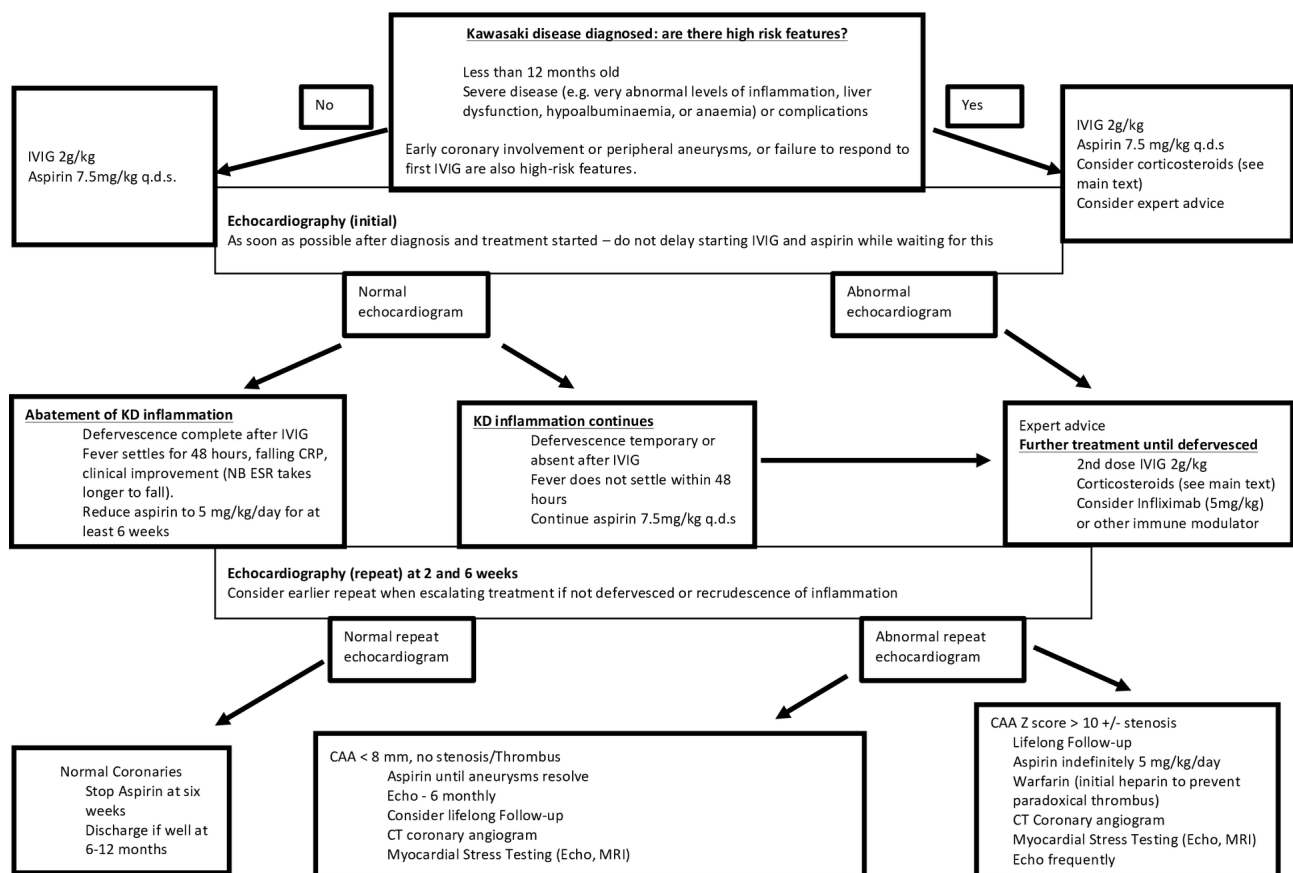 Kawasaki disease diagnosed: are there high risk features?
Less than 12 months old
Severe disease (e.g. very abnormal levels of inflammation, liver
dysfunction, hypoalbuminaemia, or anaemia) or complications
Early coronary involvement or peripheral aneurysms, or failure to respond to
first IVIG are also high-risk features.
No
Yes
IVIG 2g/kg
Aspirin 7.5mg/kg q.d.s.
IVIG 2g/kg
Aspirin 7.5 mg/kg q.d.s
Consider corticosteroids (see
main text)
Consider expert advice
Echocardiography (initial)
As soon as possible after diagnosis and treatment started – do not delay starting IVIG and aspirin while waiting for this
Normal
echocardiogram
Abnormal
echocardiogram
Abatement of KD inflammation
Defervescence complete after IVIG
Fever settles for 48 hours, falling CRP,
clinical improvement (NB ESR takes
longer to fall).
Reduce aspirin to 5 mg/kg/day for at
least 6 weeks
KD inflammation continues
Defervescence temporary or
absent after IVIG
Fever does not settle within 48
hours
Continue aspirin 7.5mg/kg q.d.s
Expert advice
Further treatment until defervesced
2nd dose IVIG 2g/kg
Corticosteroids (see main text)
Consider Infliximab (5mg/kg)
or other immune modulator
Echocardiography (repeat) at 2 and 6 weeks
Consider earlier repeat when escalating treatment if not defervesced or recrudescence of inflammation
Normal repeat
echocardiogram
Abnormal repeat
echocardiogram
Normal Coronaries
Stop Aspirin at six
weeks
Discharge if well at
6-12 months
CAA < 8 mm, no stenosis/Thrombus
Aspirin until aneurysms resolve
Echo - 6 monthly
Consider lifelong Follow-up
CT coronary angiogram
Myocardial Stress Testing (Echo, MRI)
CAA Z score > 10 +/- stenosis
Lifelong Follow-up
Aspirin indefinitely 5 mg/kg/day
Warfarin (initial heparin to prevent
paradoxical thrombus)
CT Coronary angiogram
Myocardial Stress Testing (Echo, MRI)
Echo frequently